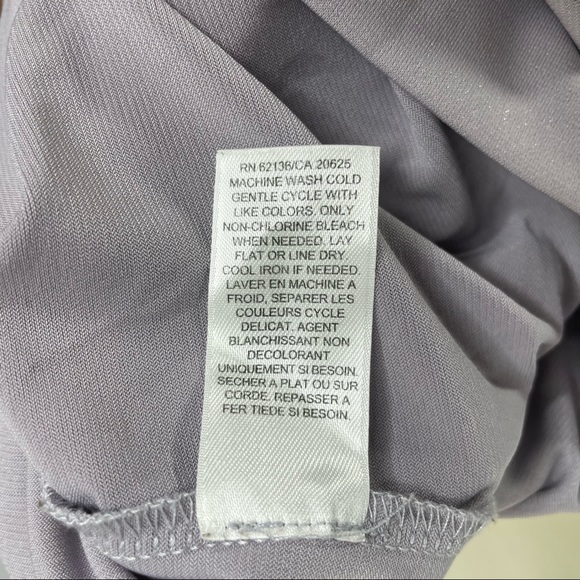 RN 62136/CA 20625
MACHINE WASH COLD
GENTLE CYCLE WITH
LIKE COLORS. ONLY
NON-CHLORINE BLEACH
WHEN NEEDED. LAY
FLAT OR LINE DRY.
COOL IRON IF NEEDED.
LAVER EN MACHINE A
FROID, SEPARER LES
COULEURS CYCLE
DELICAT. AGENT
BLANCHISSANT NON
DECOLORANT
UNIQUEMENT SI BESOIN.
SECHER A PLAT OU SUR
CORDE. REPASSER A
FER TIEDE SI BESOIN.